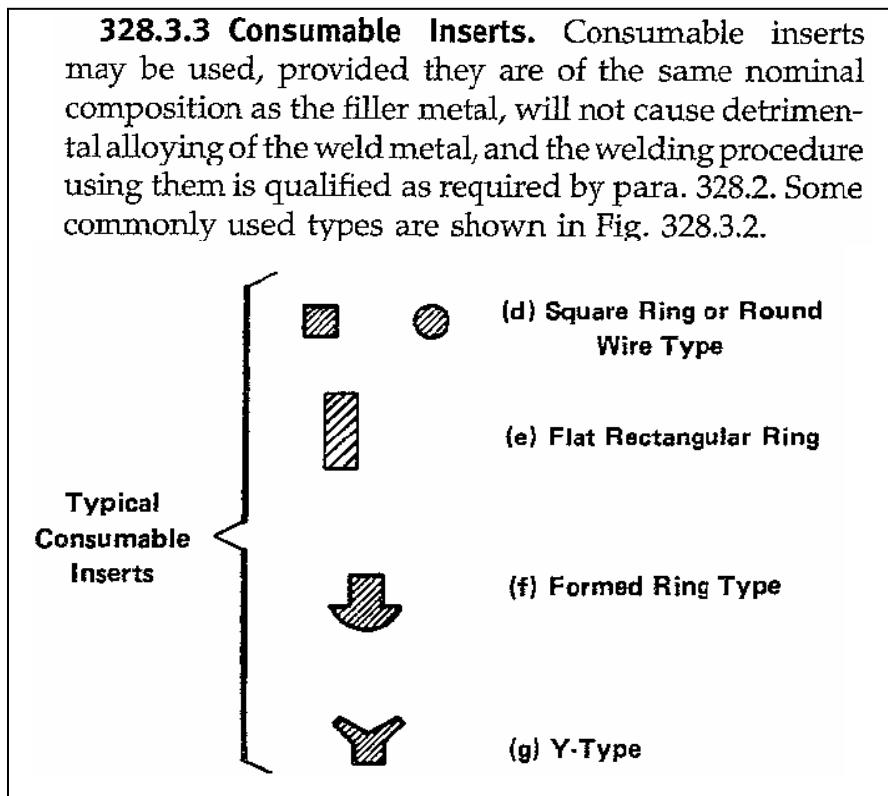 328.3.3 Consumable Inserts. Consumable inserts
may be used, provided they are of the same nominal
composition as the filler metal, will not cause detrimen-
tal alloying of the weld metal, and the welding procedure
using them is qualified as required by para. 328.2. Some
commonly used types are shown in Fig. 328.3.2.
(d) Square Ring or Round
Wire Type
(e) Flat Rectangular Ring
Typical
Consumable
Inserts
(f) Formed Ring Type
(g) Y-Type